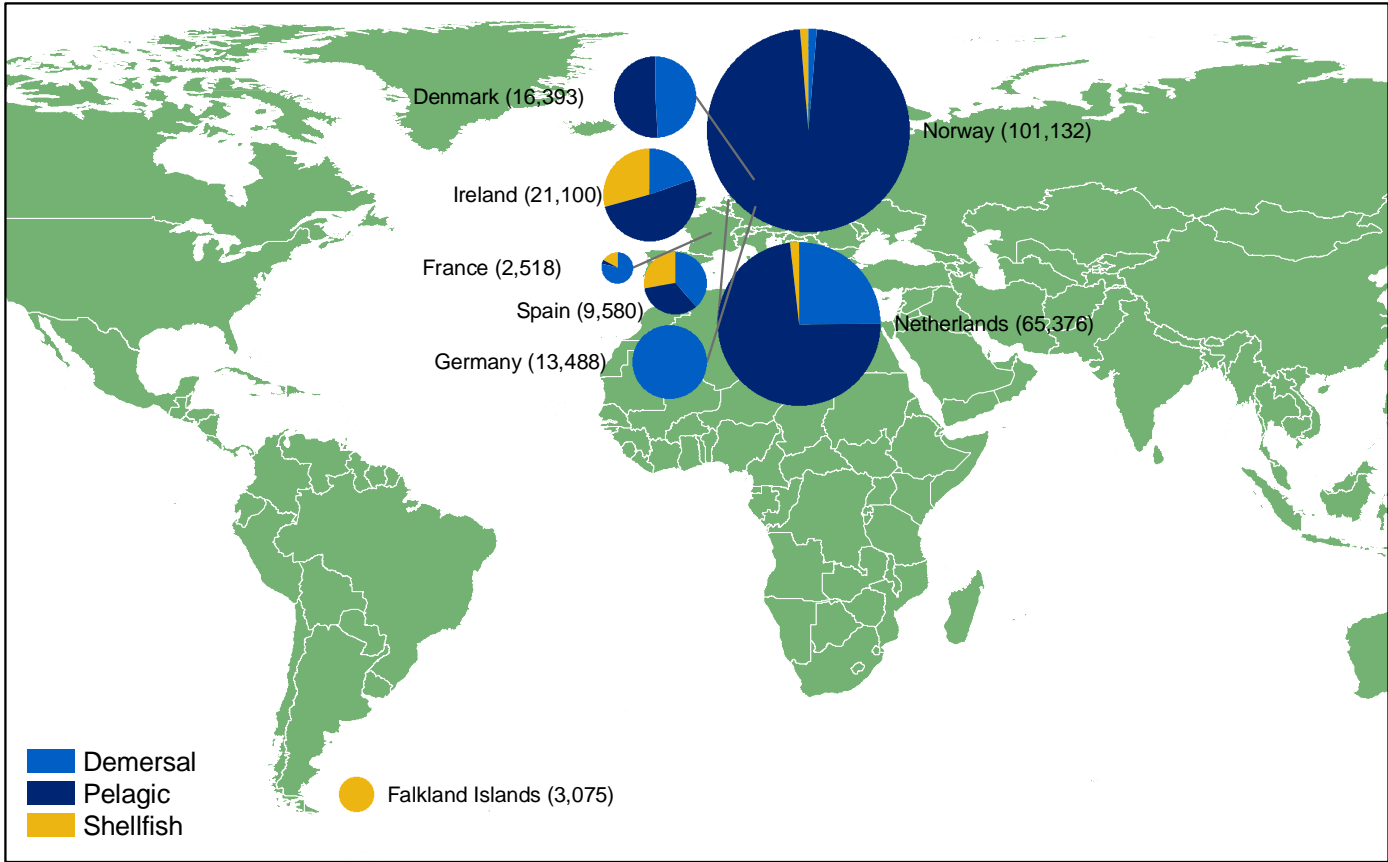 Denmark (16,393)
Norway (101,132)
Ireland (21,100)
France (2,518)
Spain (9,580)
Netherlands (65,376)
Germany (13,488)
Demersal
Pelagic
Shellfish
Falkland Islands (3,075)